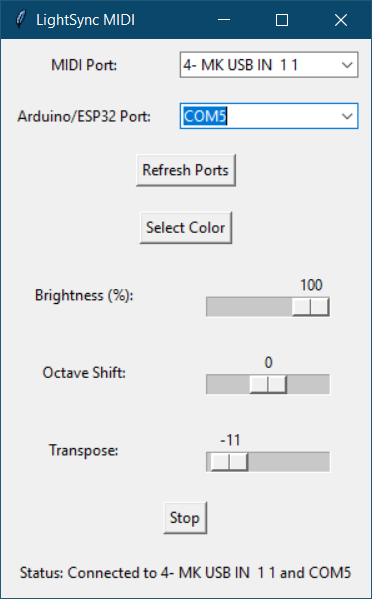 LightSync MIDI
MIDI Port: 4- MK USB IN 1 1
Arduino/ESP32 Port: COM5
Refresh Ports
Select Color
100
Brightness (%):
0
Octave Shift:
-11
Transpose:
Stop
Status: Connected to 4- MK USB IN 1 1 and COM5